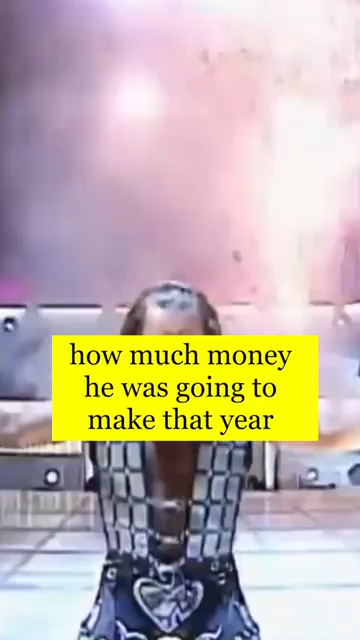 how much money
he was going to
make that year